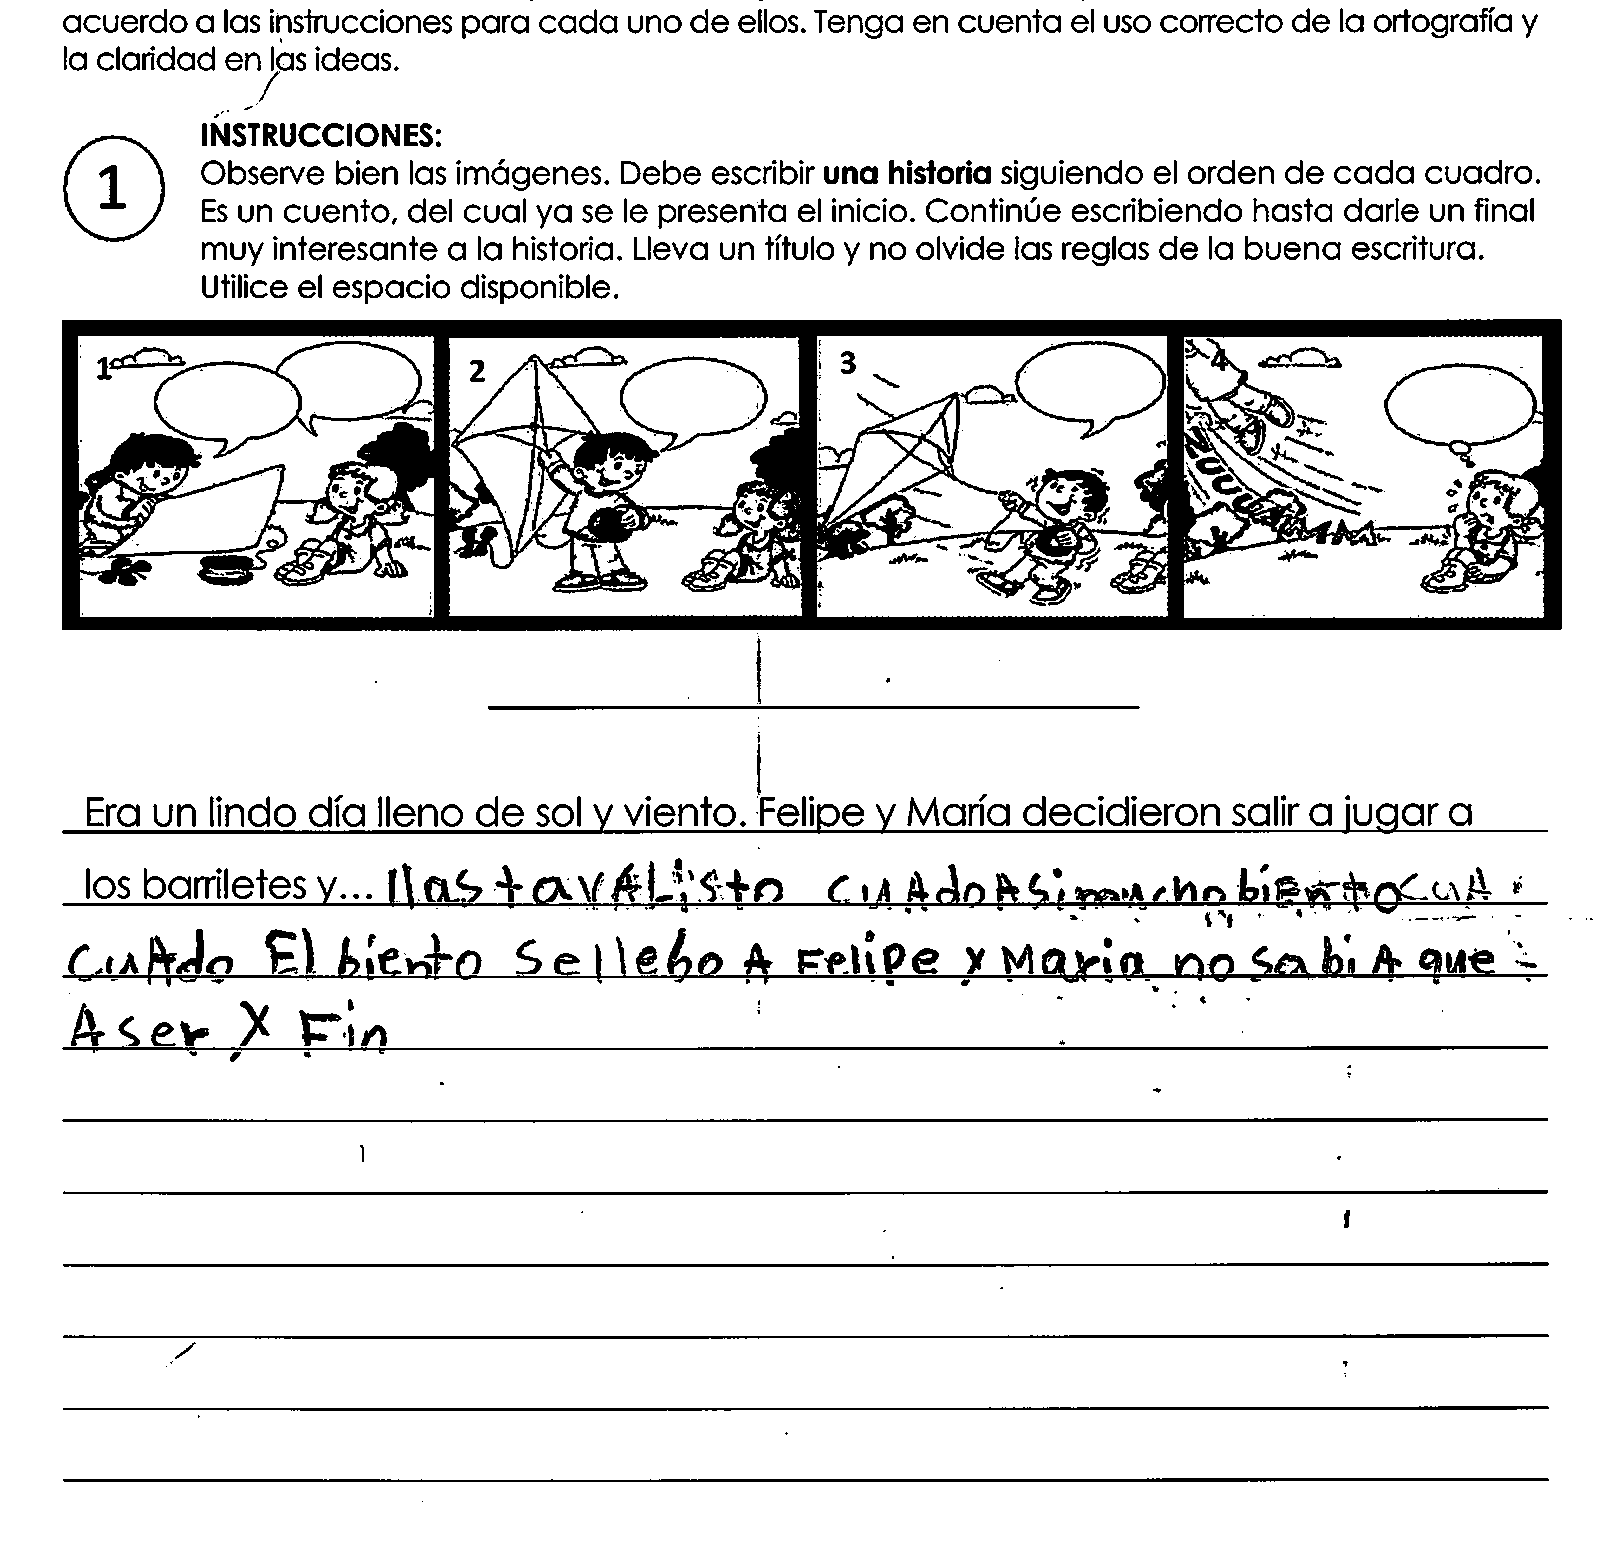 acuerdo a las instrucciones para cada uno de ellos. Tenga en cuenta el uso correcto de la ortografía y
la claridad en las ideas.
1
INSTRUCCIONES:
Observe bien las imágenes. Debe escribir una historia siguiendo el orden de cada cuadro.
Es un cuento, del cual ya se le presenta el inicio. Continúe escribiendo hasta darle un final
muy interesante a la historia. Lleva un título y no olvide las reglas de la buena escritura.
Utilice el espacio disponible.
1 2 3 4
ZUUUM
Era un lindo día lleno de sol y viento. Felipe y María decidieron salir a jugar a
los barriletes y... llastavAListo cuAdoAsimuchobiento cuA
cuAdo El biento se llebo A Felipe y Maria no sabiA que
Aser y Fin